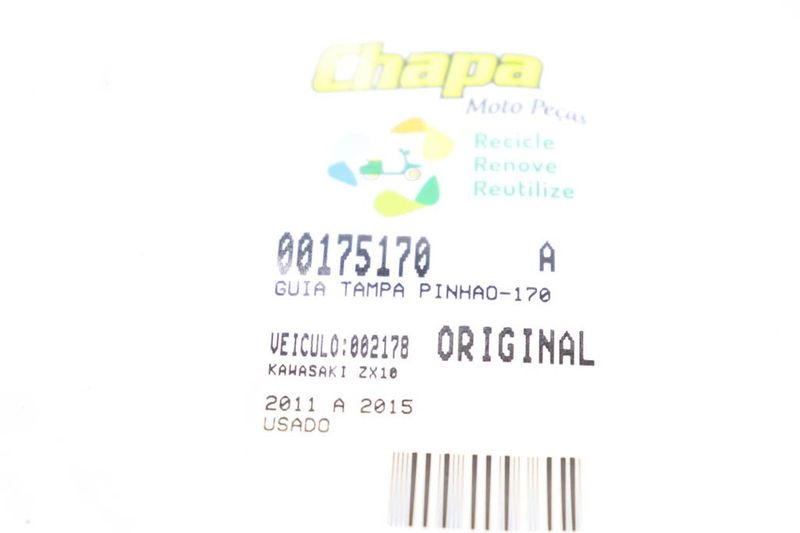 Chapa
Moto Peças
Recicle
Renove
Reutilize
00175170 A
GUIA TAMPA PINHAO-170
VEICULO:002178 ORIGINAL
KAWASAKI ZX10
2011 A 2015
USADO